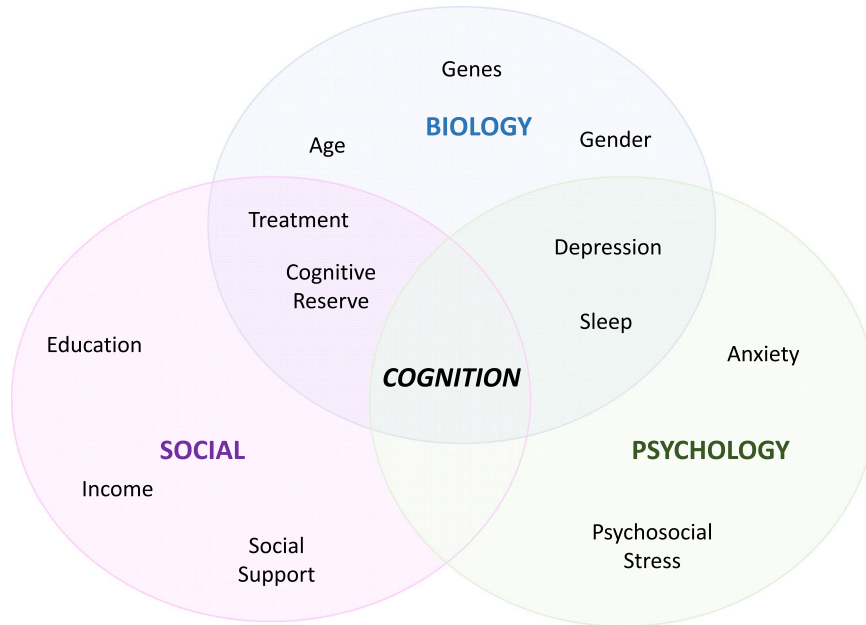 Genes
BIOLOGY
Age
Gender
Treatment
Depression
Cognitive
Reserve
Sleep
Education
Anxiety
COGNITION
SOCIAL
PSYCHOLOGY
Income
Psychosocial
Stress
Social
Support